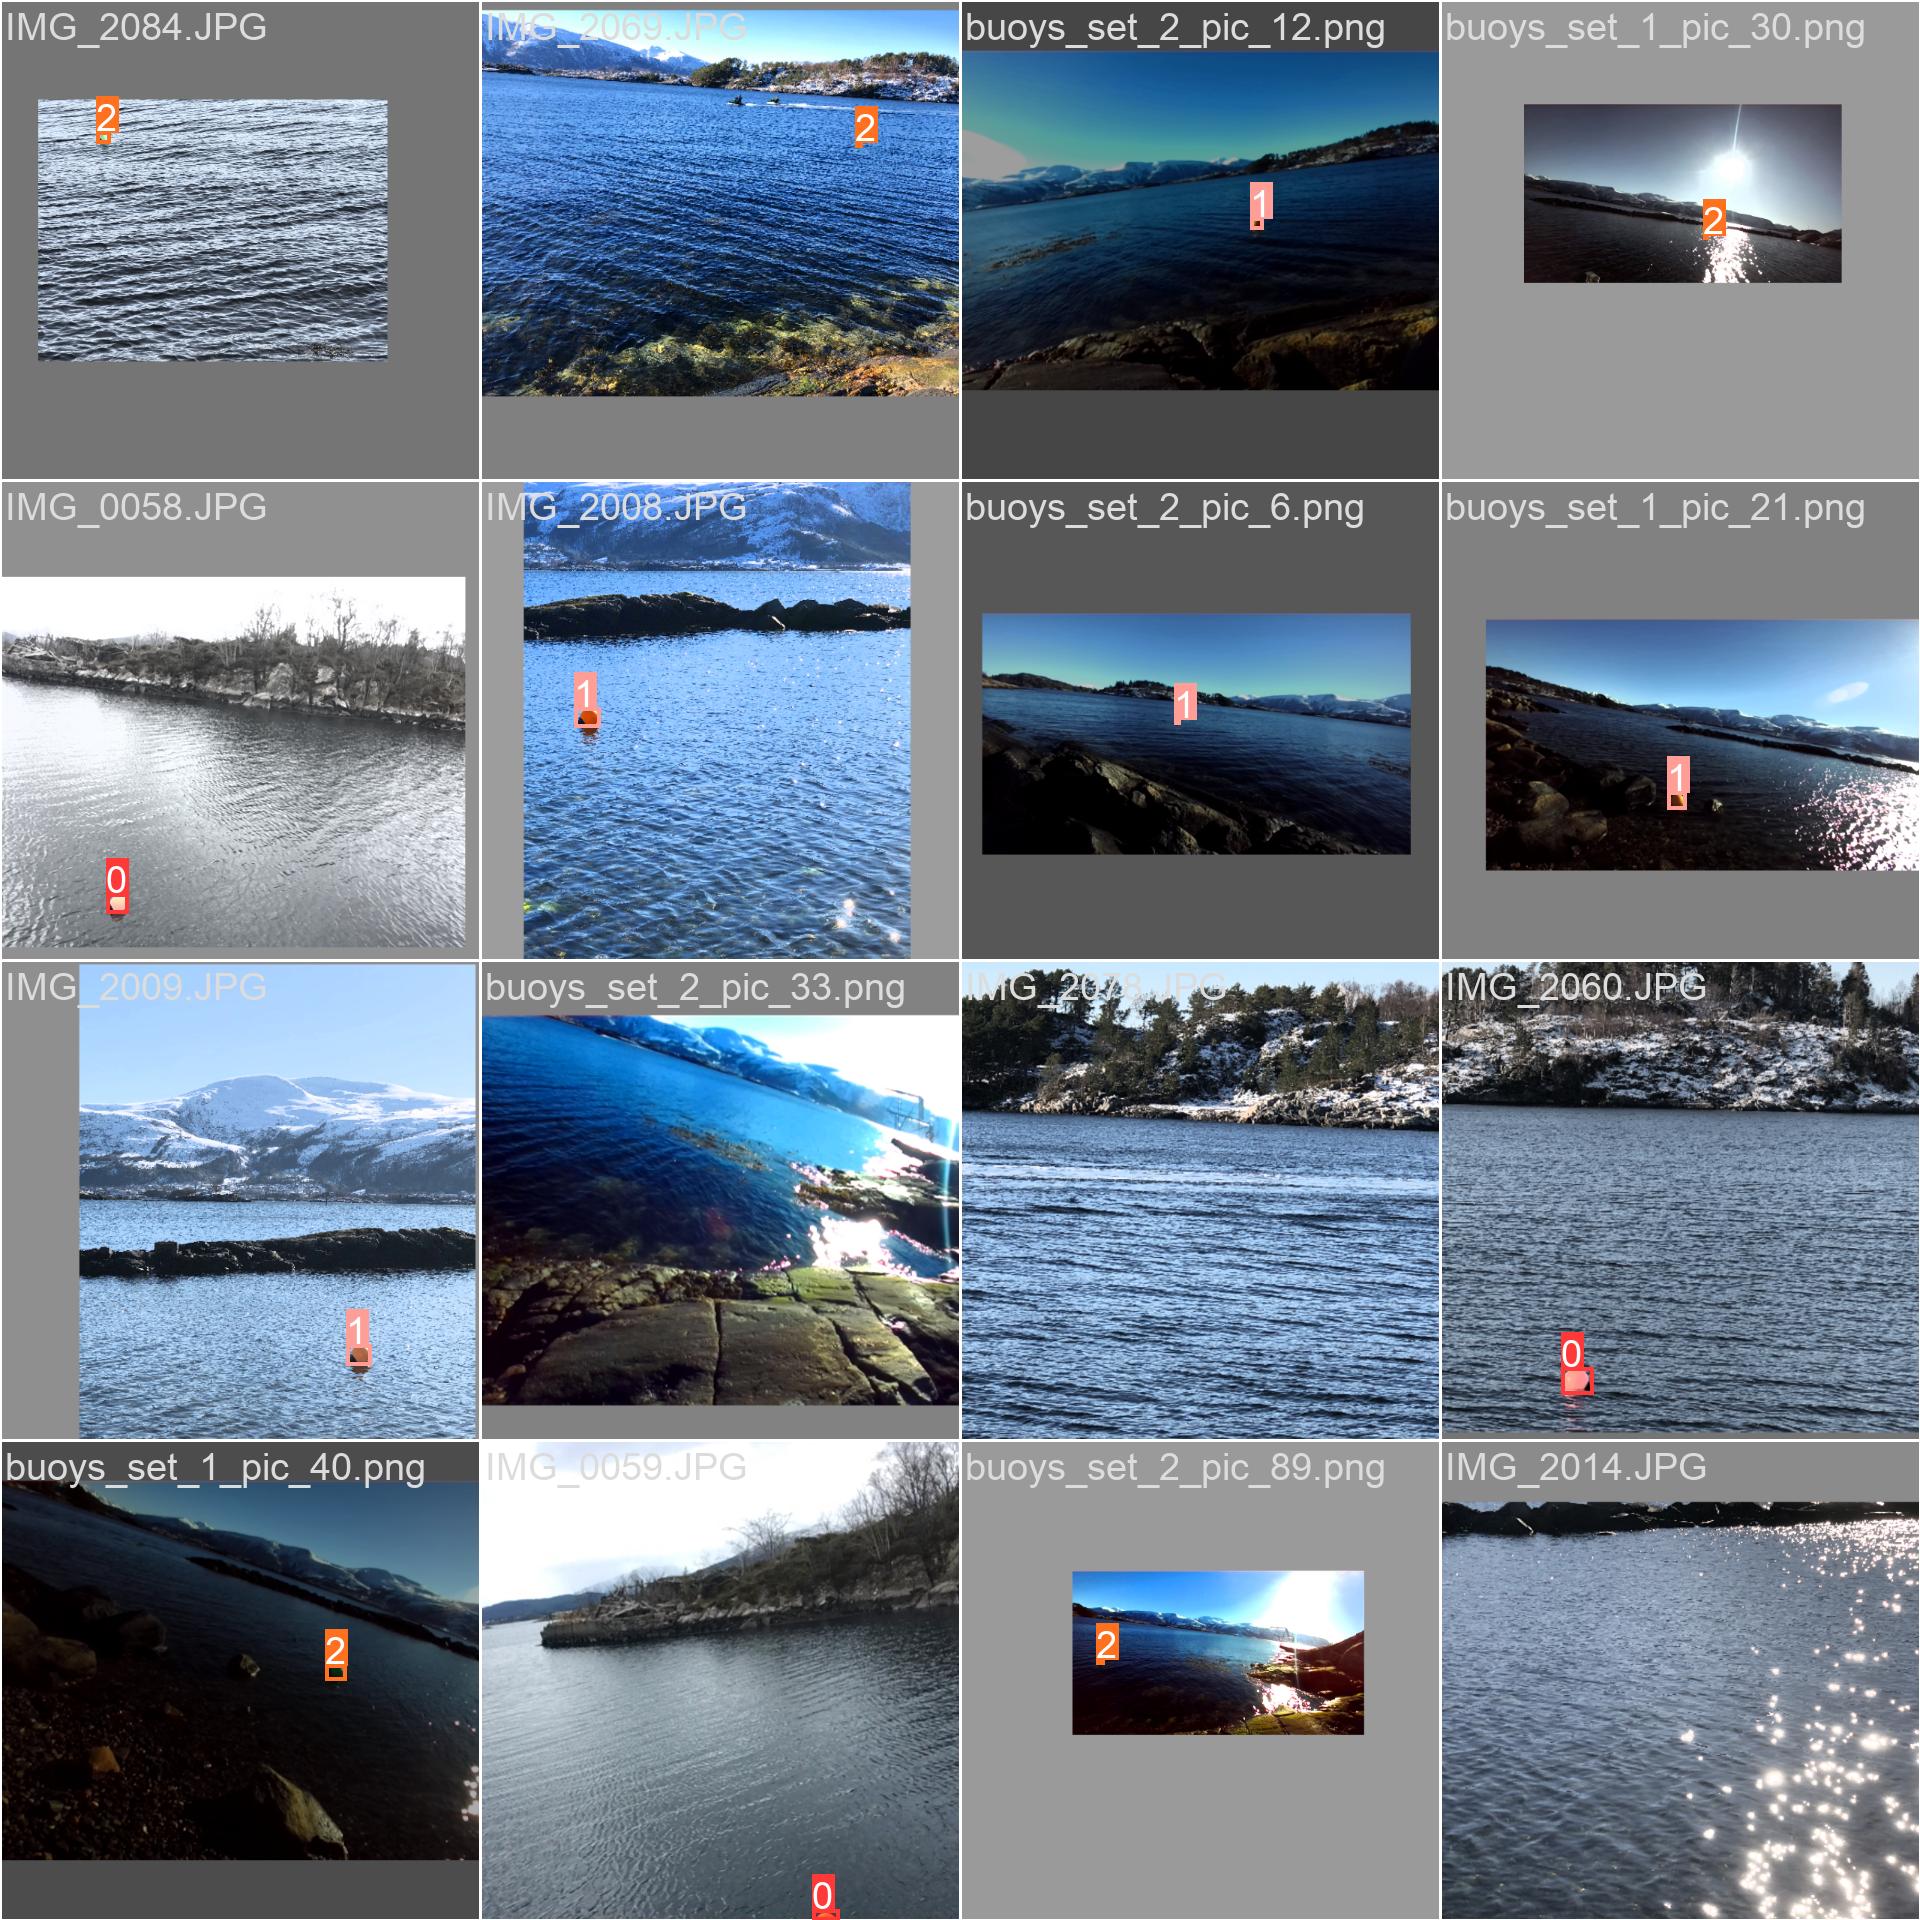 IMG_2084.JPG
2
IMG_2069.JPG
2
buoys_set_2_pic_12.png
1
buoys_set_1_pic_30.png
2
IMG_0058.JPG
0
IMG_2008.JPG
1
buoys_set_2_pic_6.png
1
buoys_set_1_pic_21.png
1
IMG_2009.JPG
1
buoys_set_2_pic_33.png
IMG_2078.JPG
IMG_2060.JPG
0
buoys_set_1_pic_40.png
2
IMG_0059.JPG
0
buoys_set_2_pic_89.png
2
IMG_2014.JPG